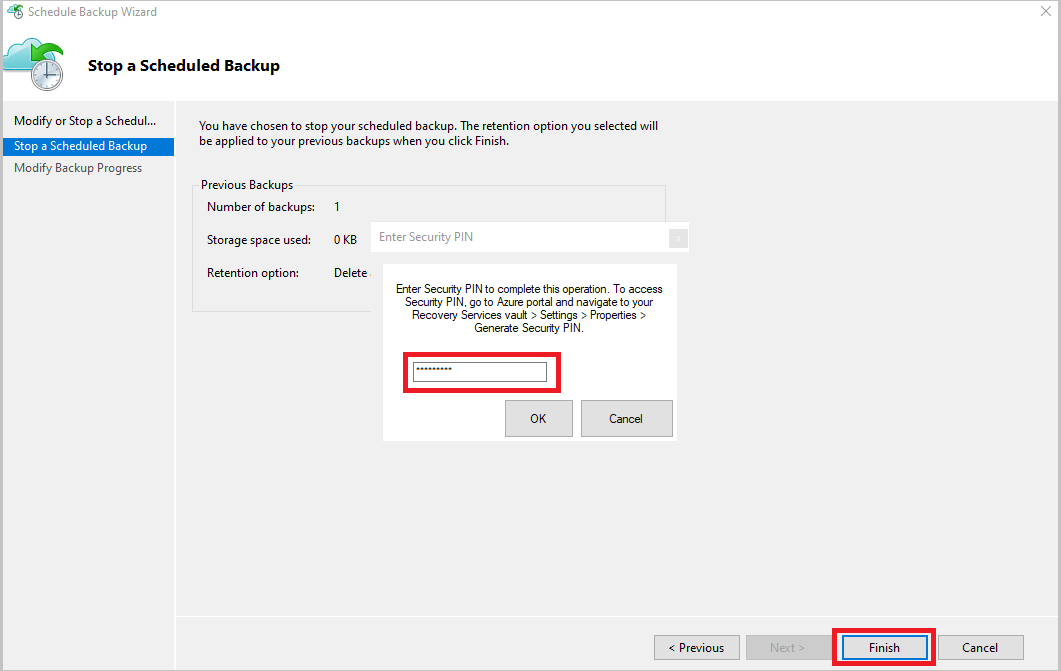 Schedule Backup Wizard
Stop a Scheduled Backup
Modify or Stop a Schedul...
Stop a Scheduled Backup
Modify Backup Progress
You have chosen to stop your scheduled backup. The retention option you selected will
be applied to your previous backups when you click Finish.
Previous Backups
Number of backups: 1
Storage space used: 0 KB
Retention option: Delete
Enter Security PIN
x
Enter Security PIN to complete this operation. To access
Security PIN, go to Azure portal and navigate to your
Recovery Services vault > Settings > Properties >
Generate Security PIN.
*********
OK
Cancel
< Previous
Next >
Finish
Cancel